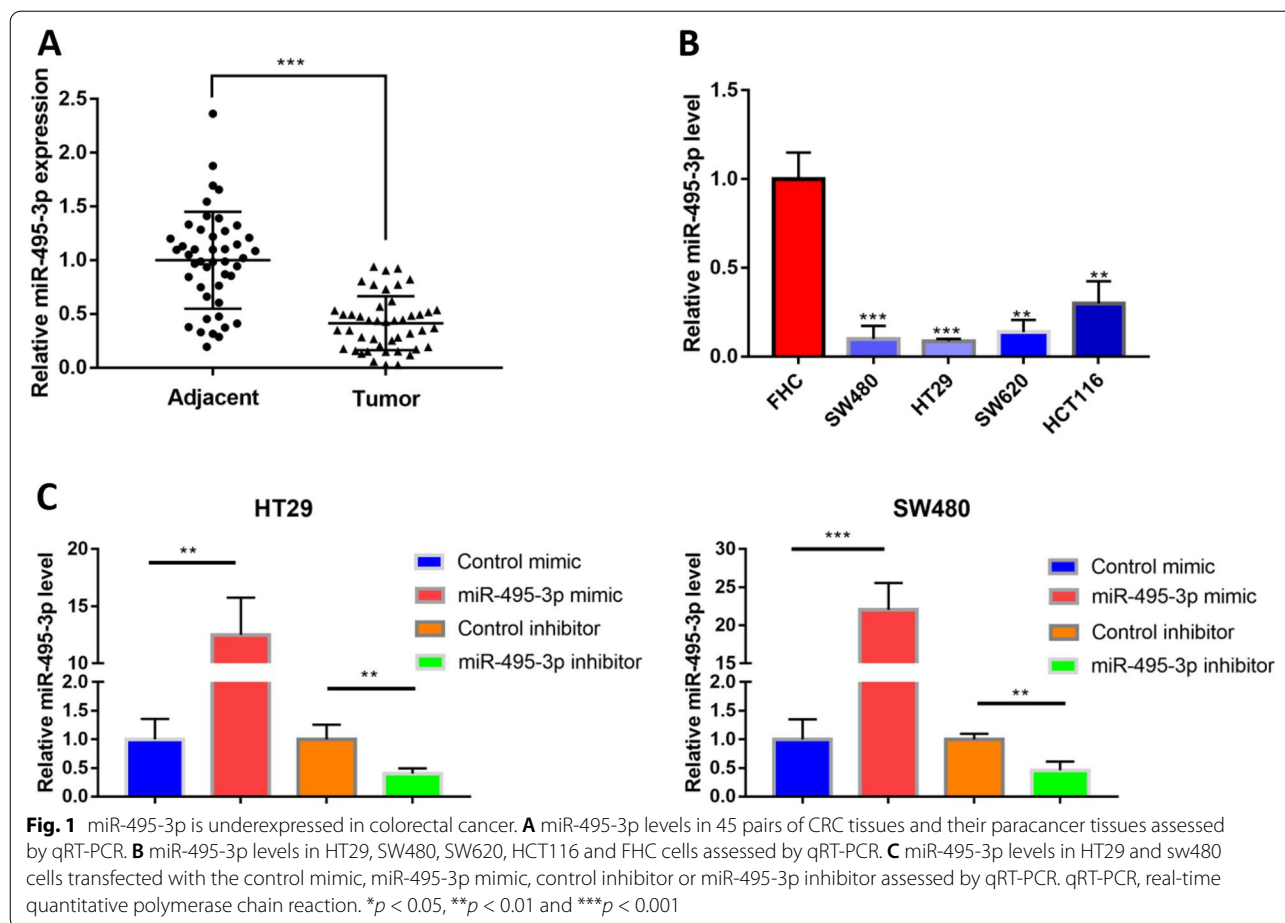 A
***
Relative miR-495-3p expression
2.5
2.0
1.5
1.0
0.5
0.0
Adjacent
Tumor
B
Relative miR-495-3p level
1.5
1.0
0.5
0.0
***
***
**
**
FHC
SW480
HT29
SW620
HCT116
C
HT29
Relative miR-495-3p level
20
15
10
2.0
1.5
1.0
0.5
0.0
**
**
Control mimic
miR-495-3p mimic
Control inhibitor
miR-495-3p inhibitor
SW480
Relative miR-495-3p level
30
25
20
15
10
2.0
1.5
1.0
0.5
0.0
***
**
Control mimic
miR-495-3p mimic
Control inhibitor
miR-495-3p inhibitor
Fig. 1 miR-495-3p is underexpressed in colorectal cancer. A miR-495-3p levels in 45 pairs of CRC tissues and their paracancer tissues assessed
by qRT-PCR. B miR-495-3p levels in HT29, SW480, SW620, HCT116 and FHC cells assessed by qRT-PCR. C miR-495-3p levels in HT29 and sw480
cells transfected with the control mimic, miR-495-3p mimic, control inhibitor or miR-495-3p inhibitor assessed by qRT-PCR. qRT-PCR, real-time
quantitative polymerase chain reaction. *p < 0.05, **p < 0.01 and ***p < 0.001